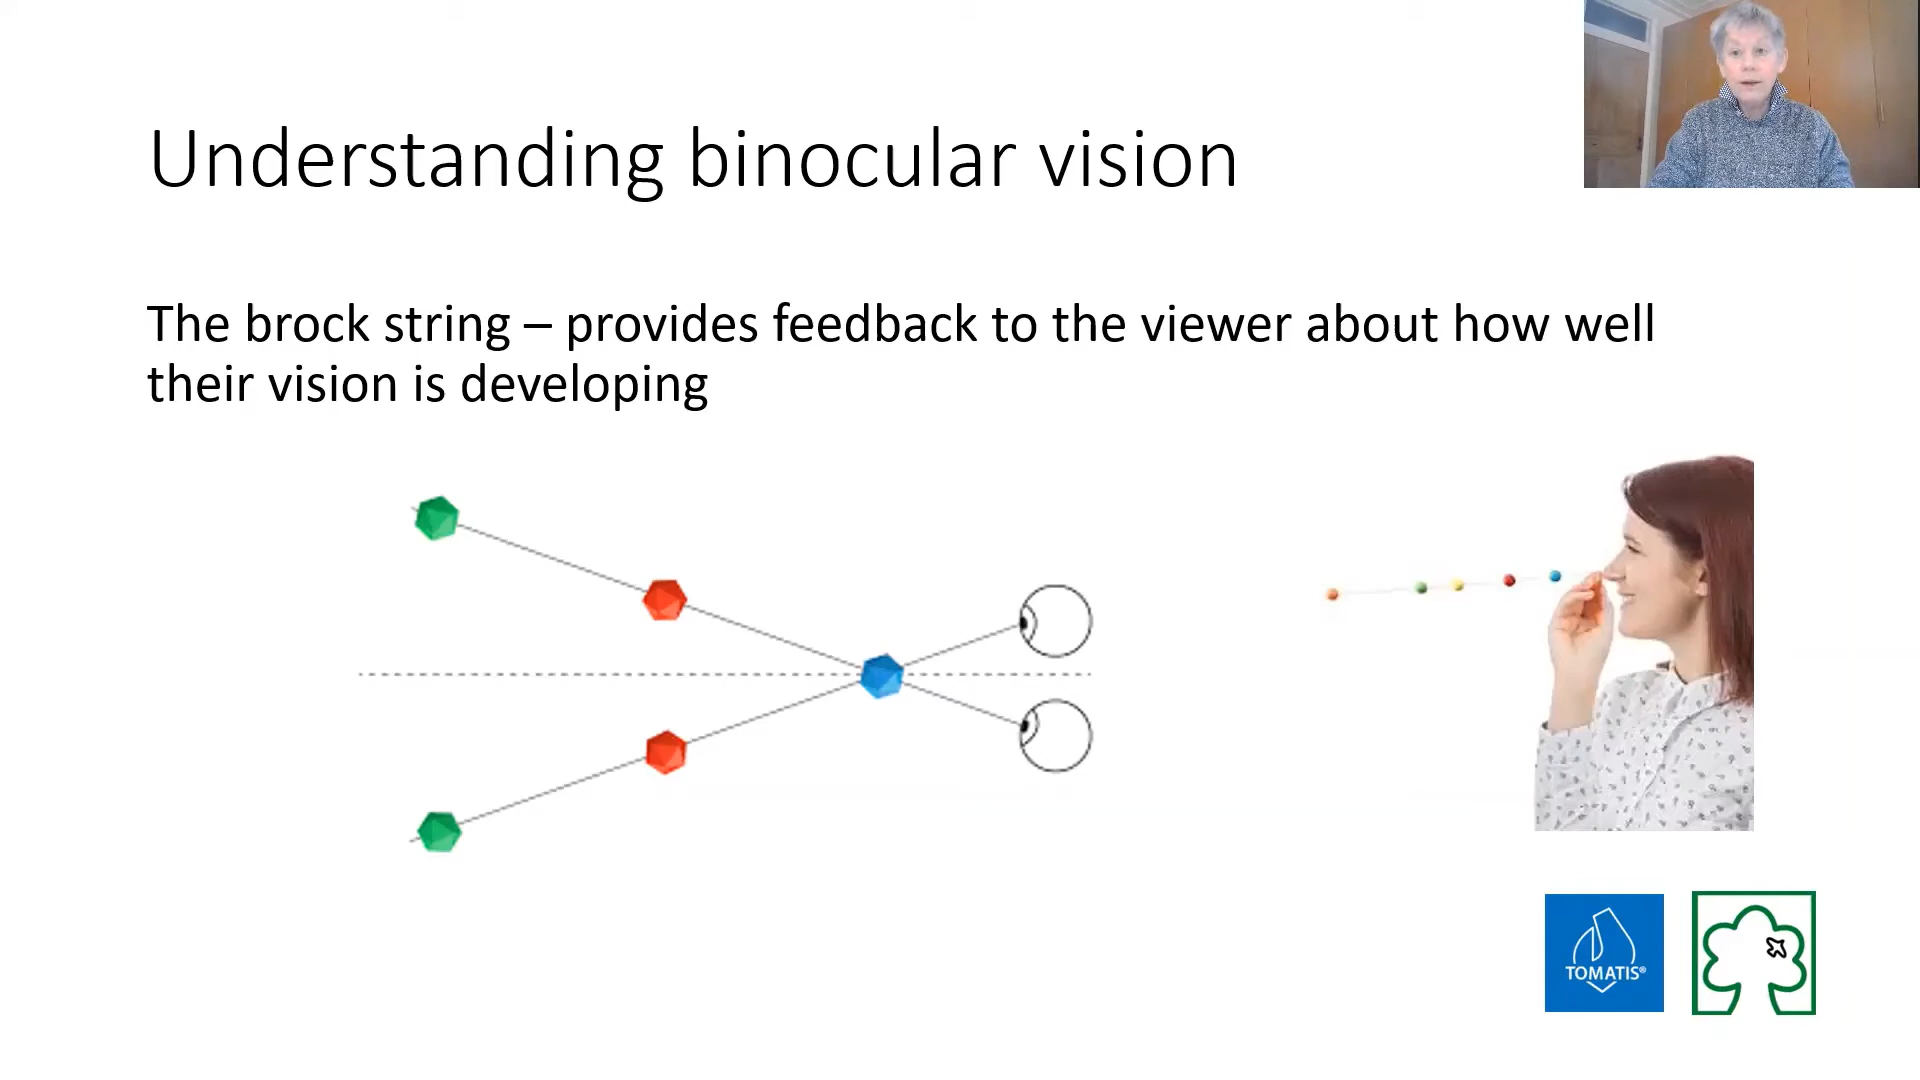 Understanding binocular vision
The brock string – provides feedback to the viewer about how well
their vision is developing
TOMATIS®